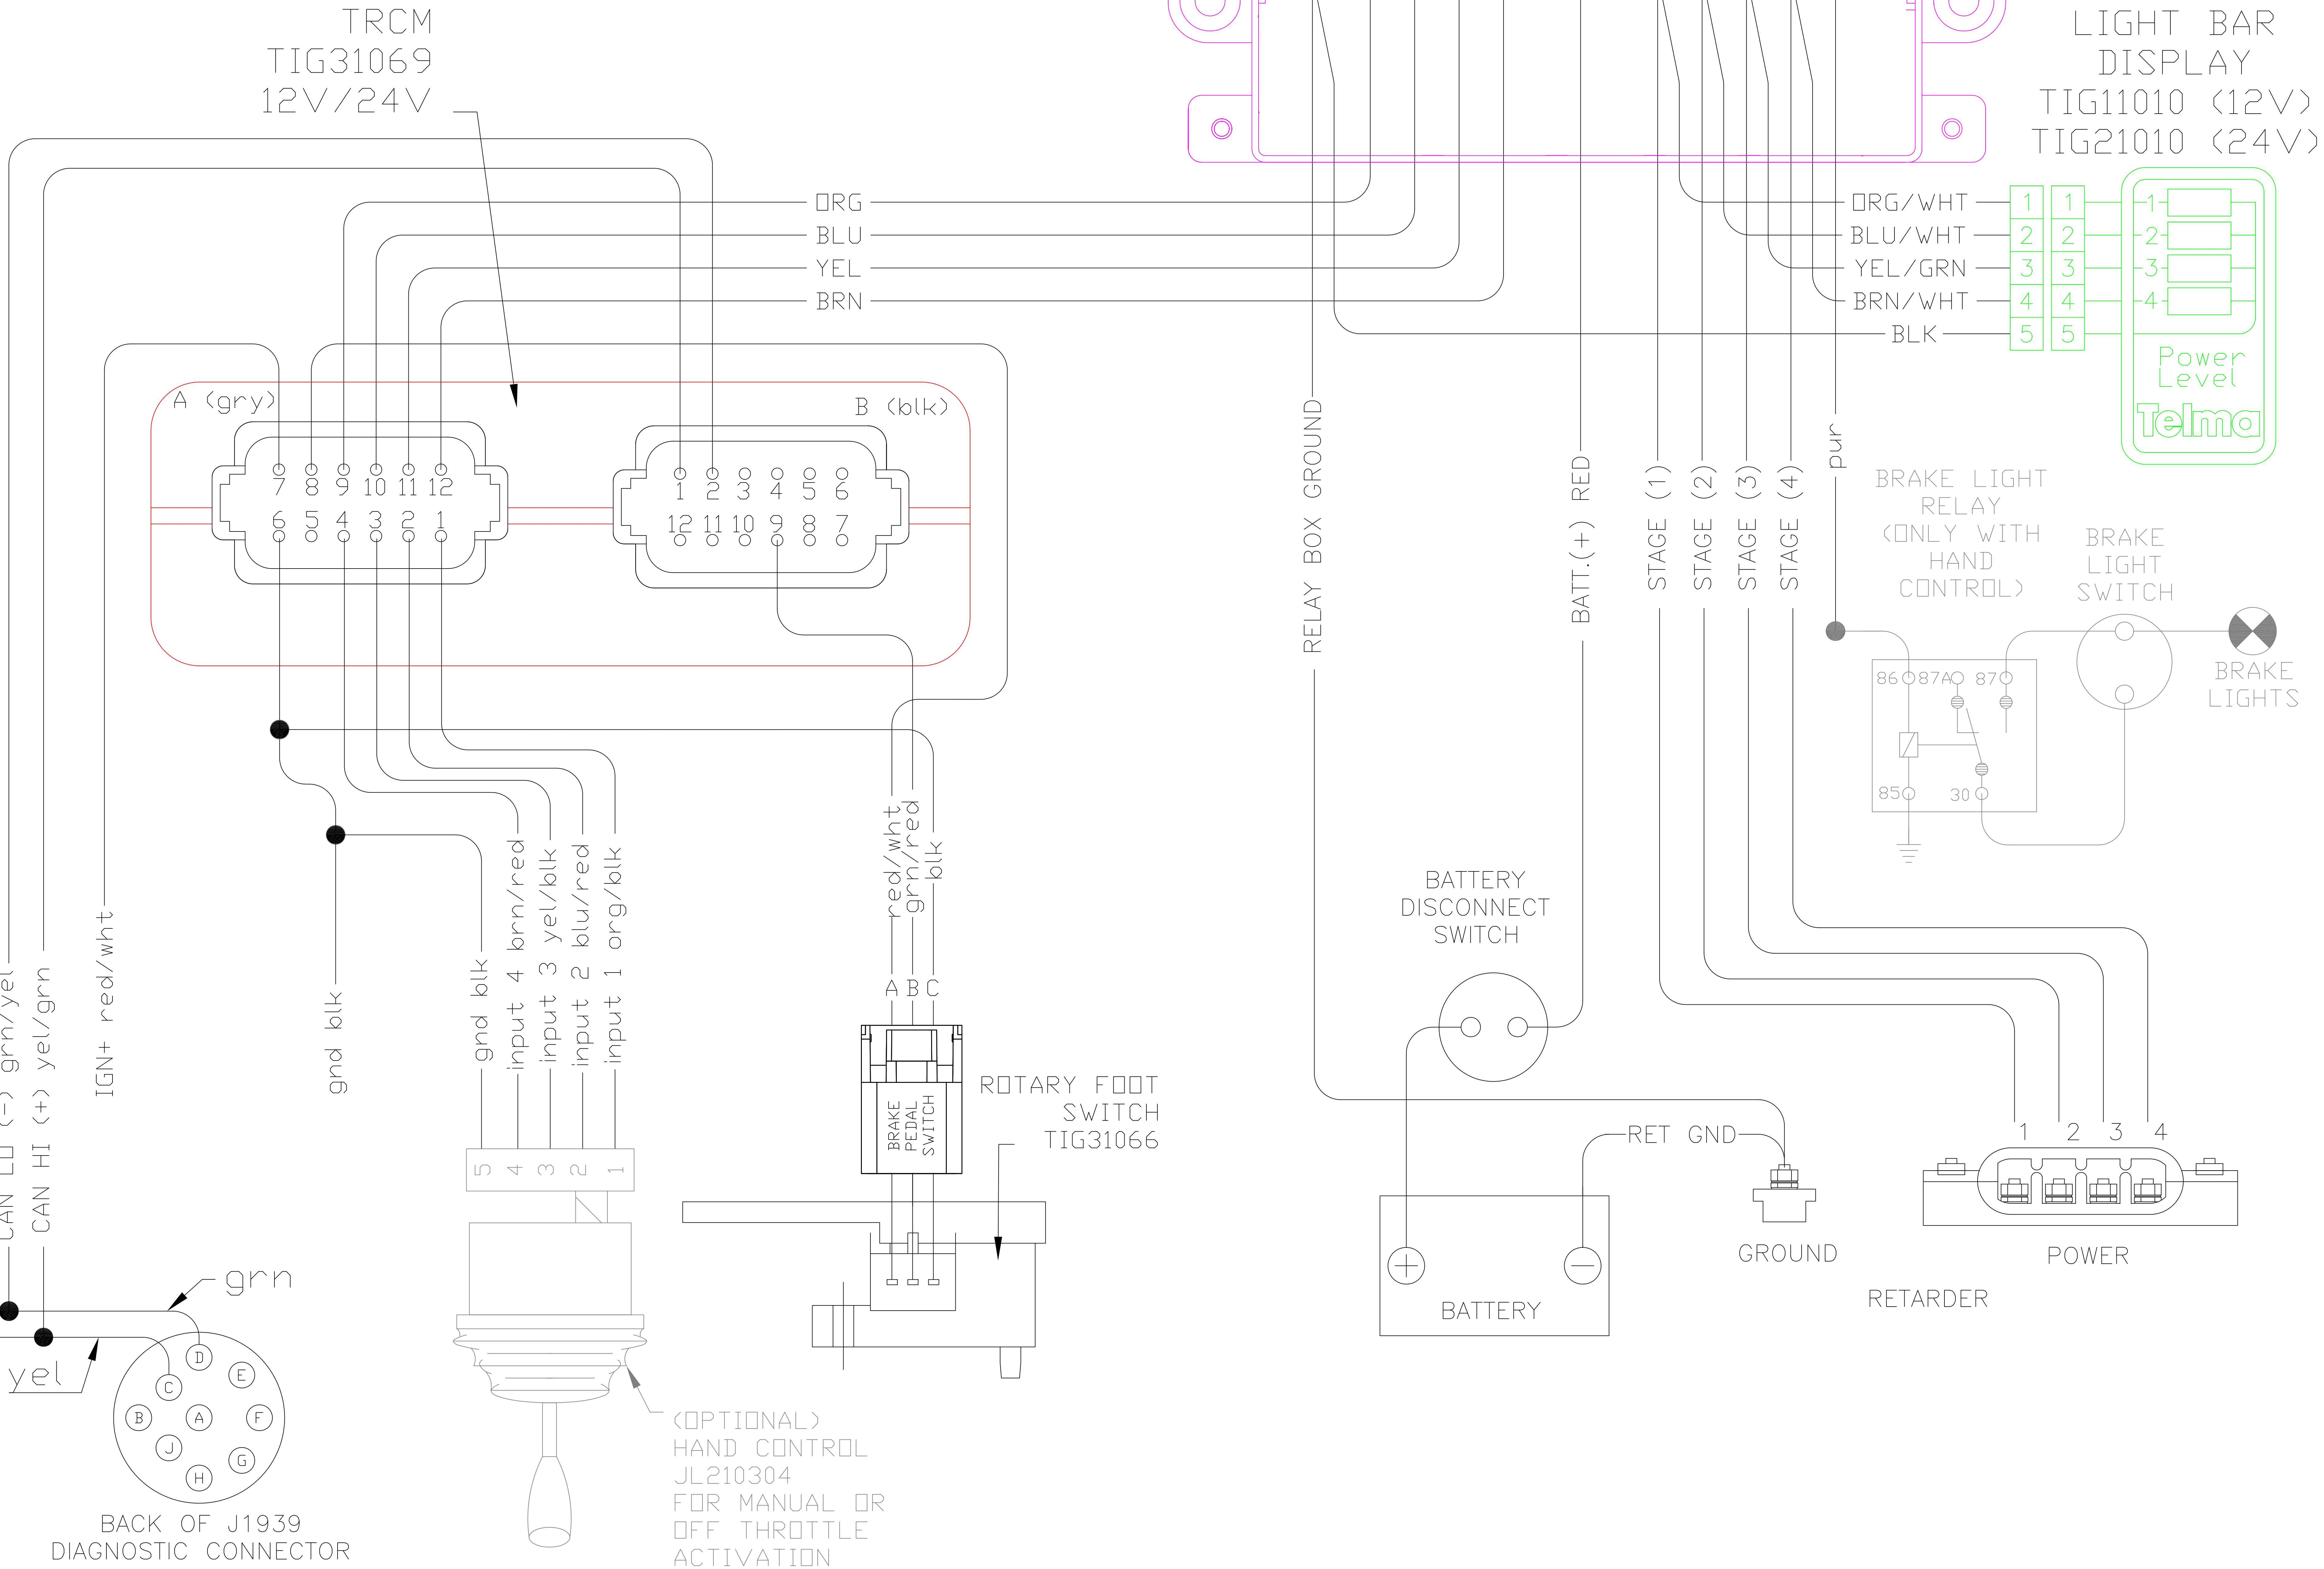 TRCM
TIG31069
12V/24V
LIGHT BAR
DISPLAY
TIG11010 (12V)
TIG21010 (24V)
ORG
BLU
YEL
BRN
ORG/WHT
BLU/WHT
YEL/GRN
BRN/WHT
BLK
1 1 1
2 2 2
3 3 3
4 4 4
5 5
Power
Level
Telma
A (gry)
B (blk)
7 8 9 10 11 12
6 5 4 3 2 1
1 2 3 4 5 6
12 11 10 9 8 7
RELAY BOX GROUND
BATT.(+) RED
STAGE (1)
STAGE (2)
STAGE (3)
STAGE (4)
pur
BRAKE LIGHT
RELAY
(ONLY WITH
HAND
CONTROL)
BRAKE
LIGHT
SWITCH
BRAKE
LIGHTS
86 87A 87
85 30
CAN LO (-) grn/yel
CAN HI (+) yel/grn
IGN+ red/wht
gnd blk
gnd blk
input 4 brn/red
input 3 yel/blk
input 2 blu/red
input 1 org/blk
red/wht
grn/red
blk
A B C
BRAKE
PEDAL
SWITCH
ROTARY FOOT
SWITCH
TIG31066
5 4 3 2 1
BATTERY
DISCONNECT
SWITCH
RET GND
BATTERY
GROUND
1 2 3 4
POWER
RETARDER
grn
yel
D
E
C
B
A
F
J
G
H
BACK OF J1939
DIAGNOSTIC CONNECTOR
(OPTIONAL)
HAND CONTROL
JL210304
FOR MANUAL OR
OFF THROTTLE
ACTIVATION